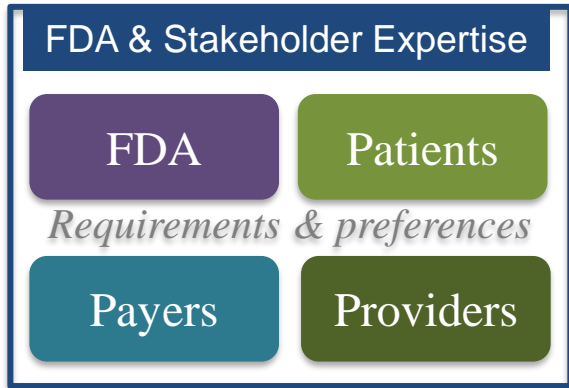 FDA & Stakeholder Expertise
FDA
Patients
Requirements & preferences
Payers
Providers